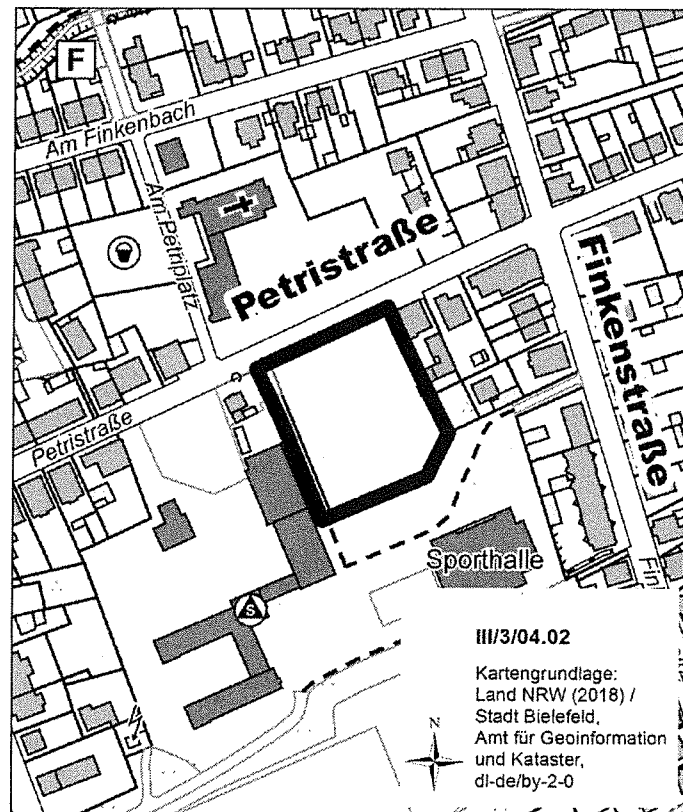 F
Am Finkenbach
Am Petriplatz
Petristraße
Finkenstraße
Petristraße
Sporthalle
Fin
S
III/3/04.02
Kartengrundlage:
Land NRW (2018) /
Stadt Bielefeld,
Amt für Geoinformation
und Kataster,
dl-de/by-2-0
N